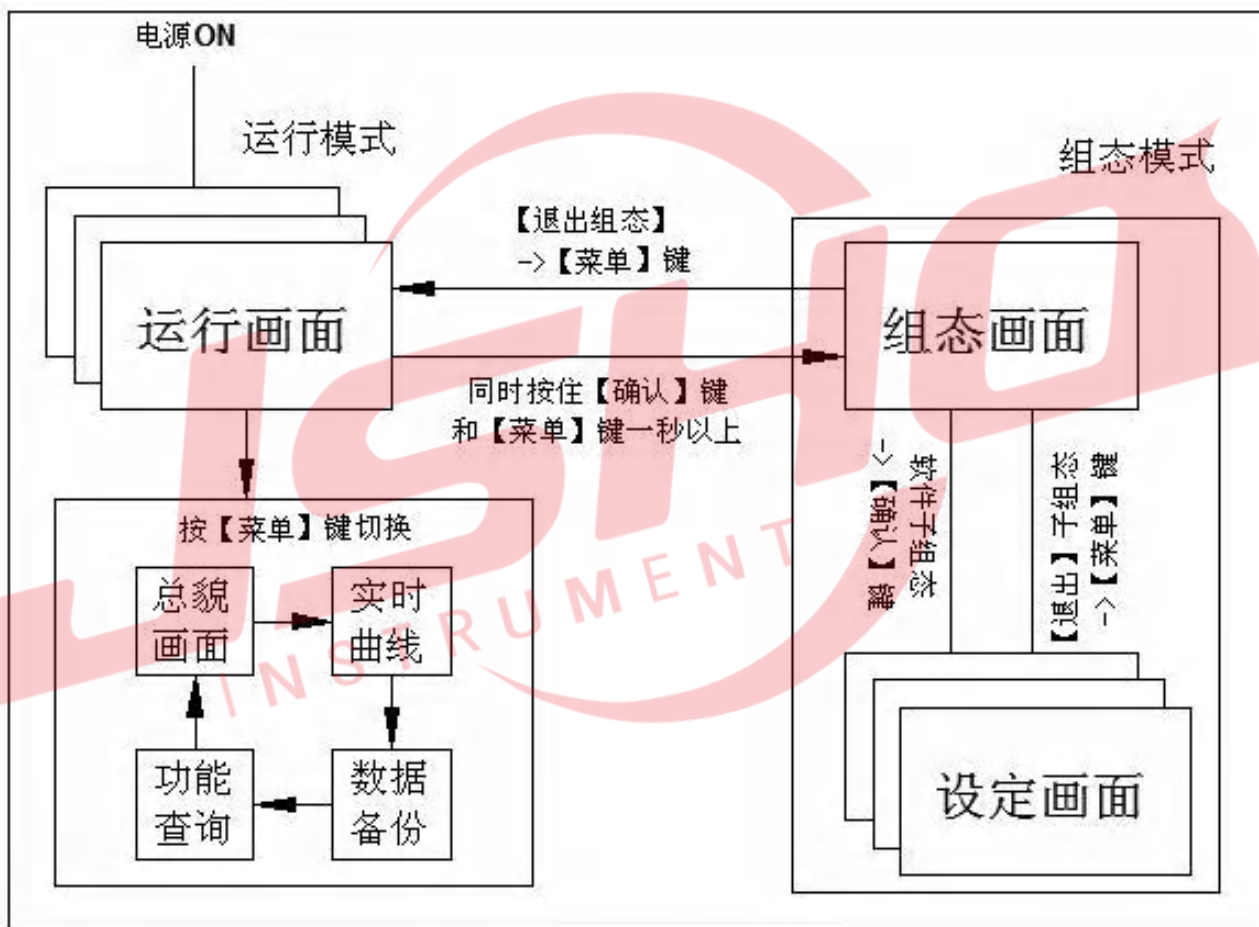 电源ON
运行模式
组态模式
【退出组态】
->【菜单】键
运行画面
组态画面
同时按住【确认】键
和【菜单】键一秒以上
软件子组态
->【确认】键
【退出】子组态
->【菜单】键
按【菜单】键切换
总貌
画面
实时
曲线
功能
查询
数据
备份
设定画面
JSHO
INSTRUMENT